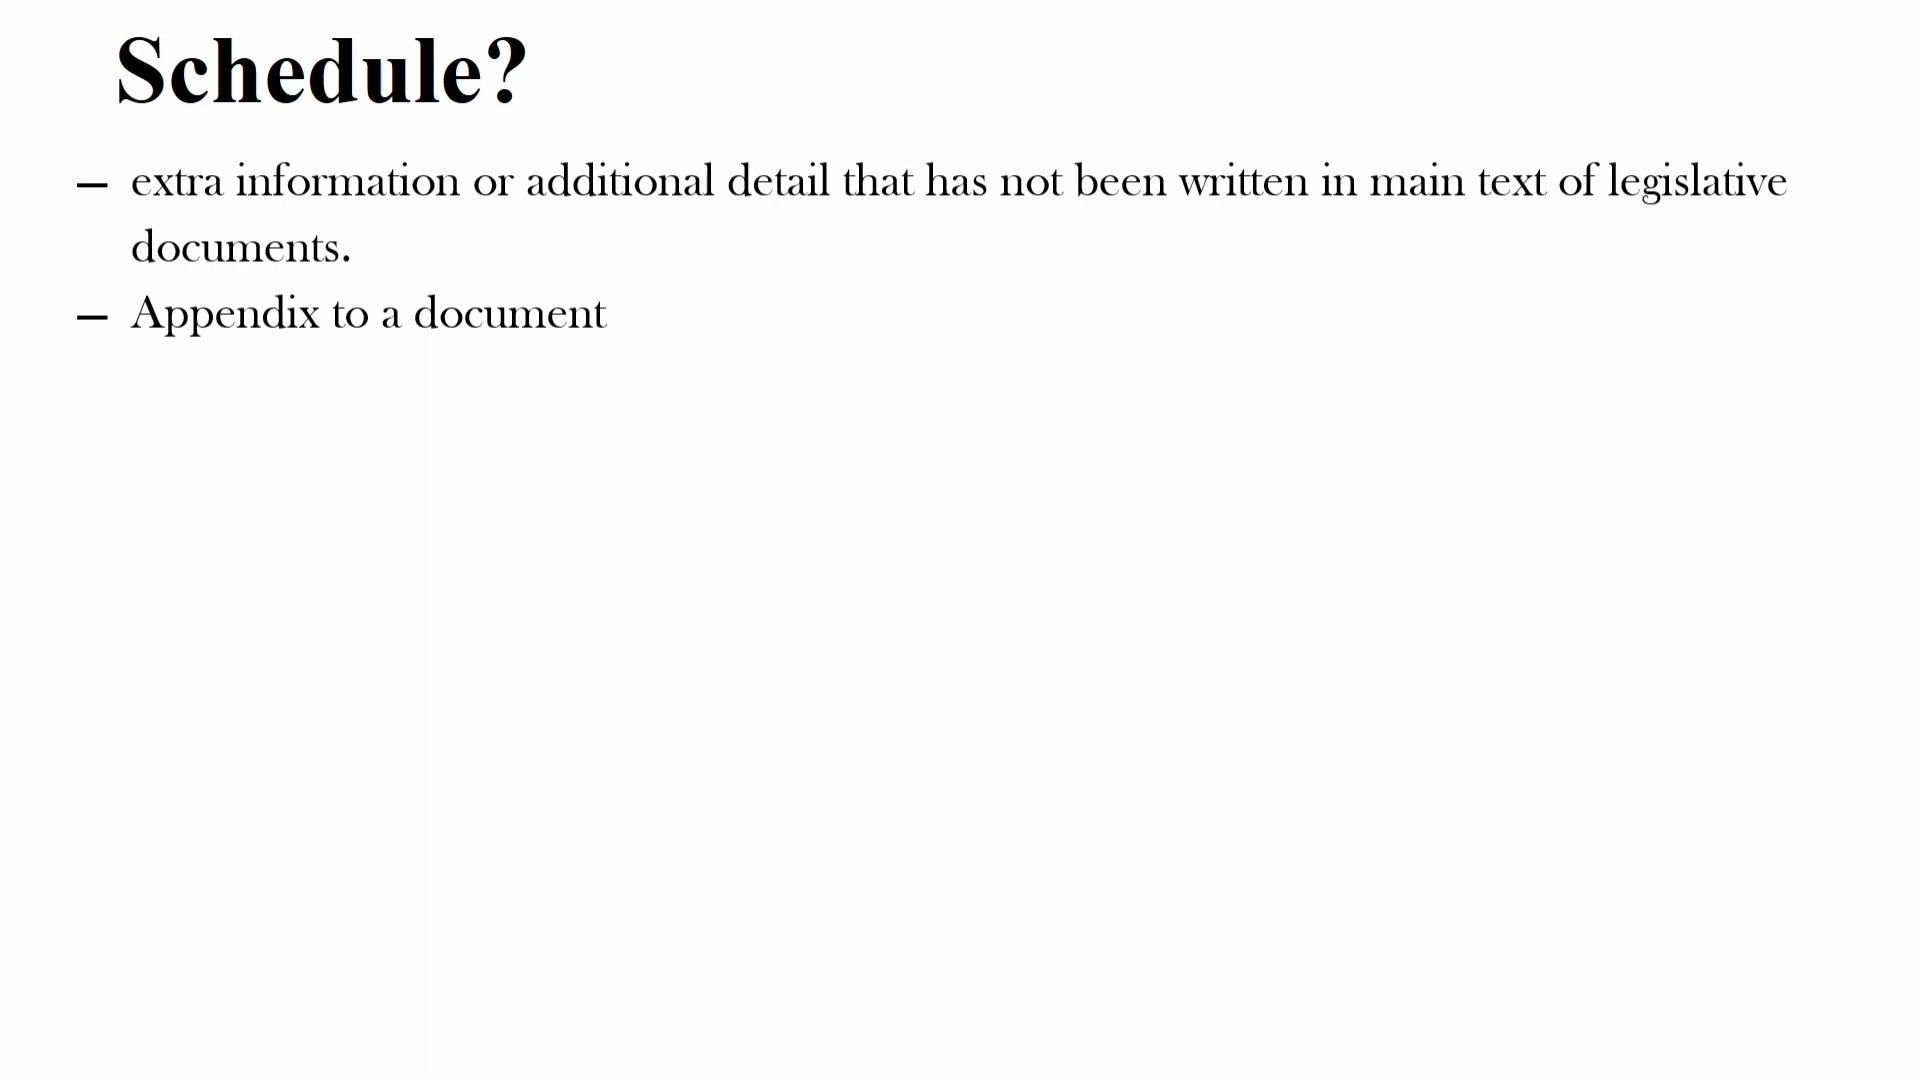 Schedule?
— extra information or additional detail that has not been written in main text of legislative
documents.
— Appendix to a document